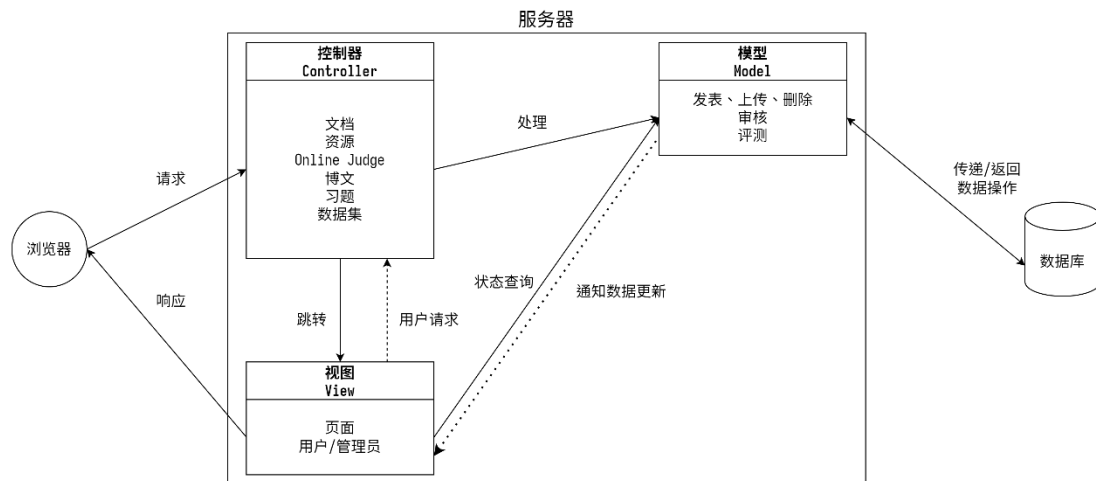 服务器
控制器
Controller
文档
资源
Online Judge
博文
习题
数据集
模型
Model
发表、上传、删除
审核
评测
处理
请求
传递/返回
数据操作
浏览器
数据库
状态查询
通知数据更新
响应
跳转
用户请求
视图
View
页面
用户/管理员